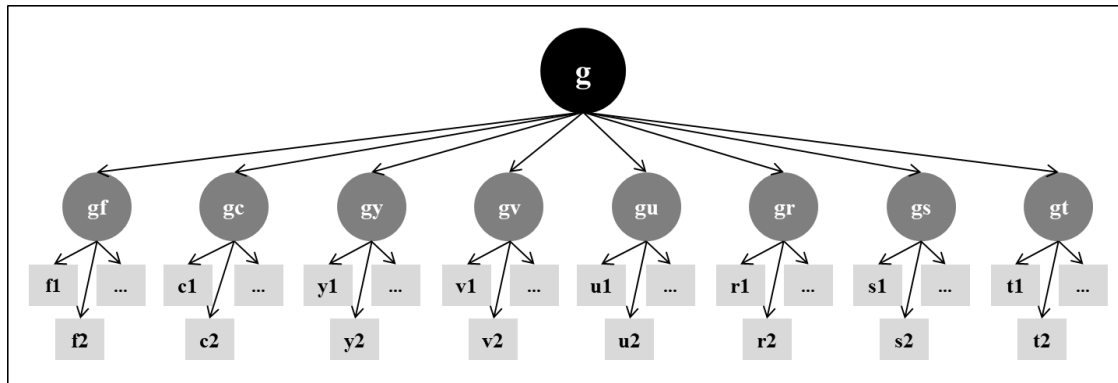 g
gf gc gy gv gu gr gs gt
f1 ... c1 ... y1 ... v1 ... u1 ... r1 ... s1 ... t1 ...
f2 c2 y2 v2 u2 r2 s2 t2